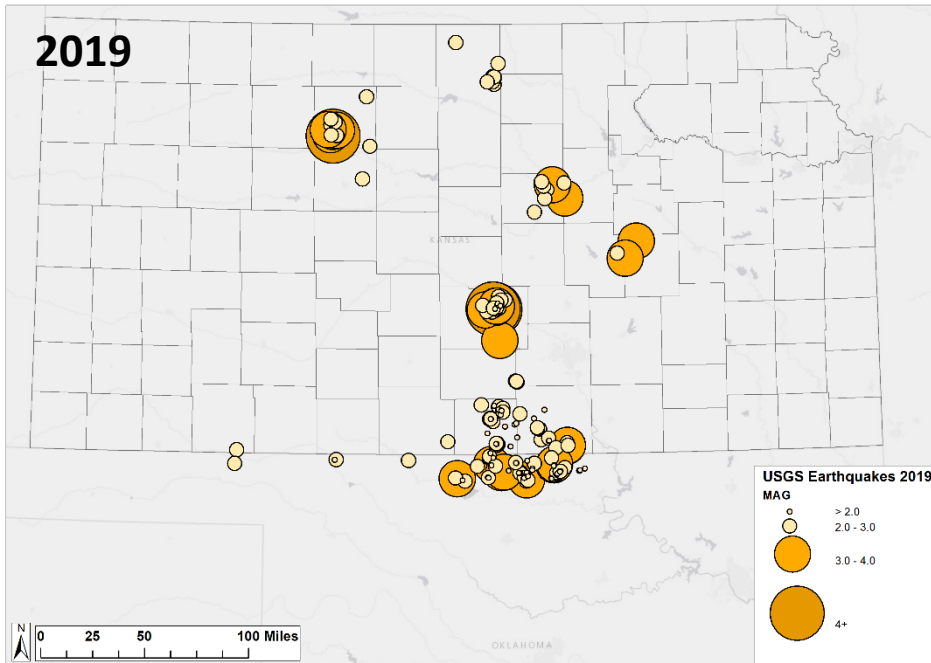 2019
KANSAS
USGS Earthquakes 2019
MAG
> 2.0
2.0 - 3.0
3.0 - 4.0
4+
N
0 25 50 100 Miles
OKLAHOMA